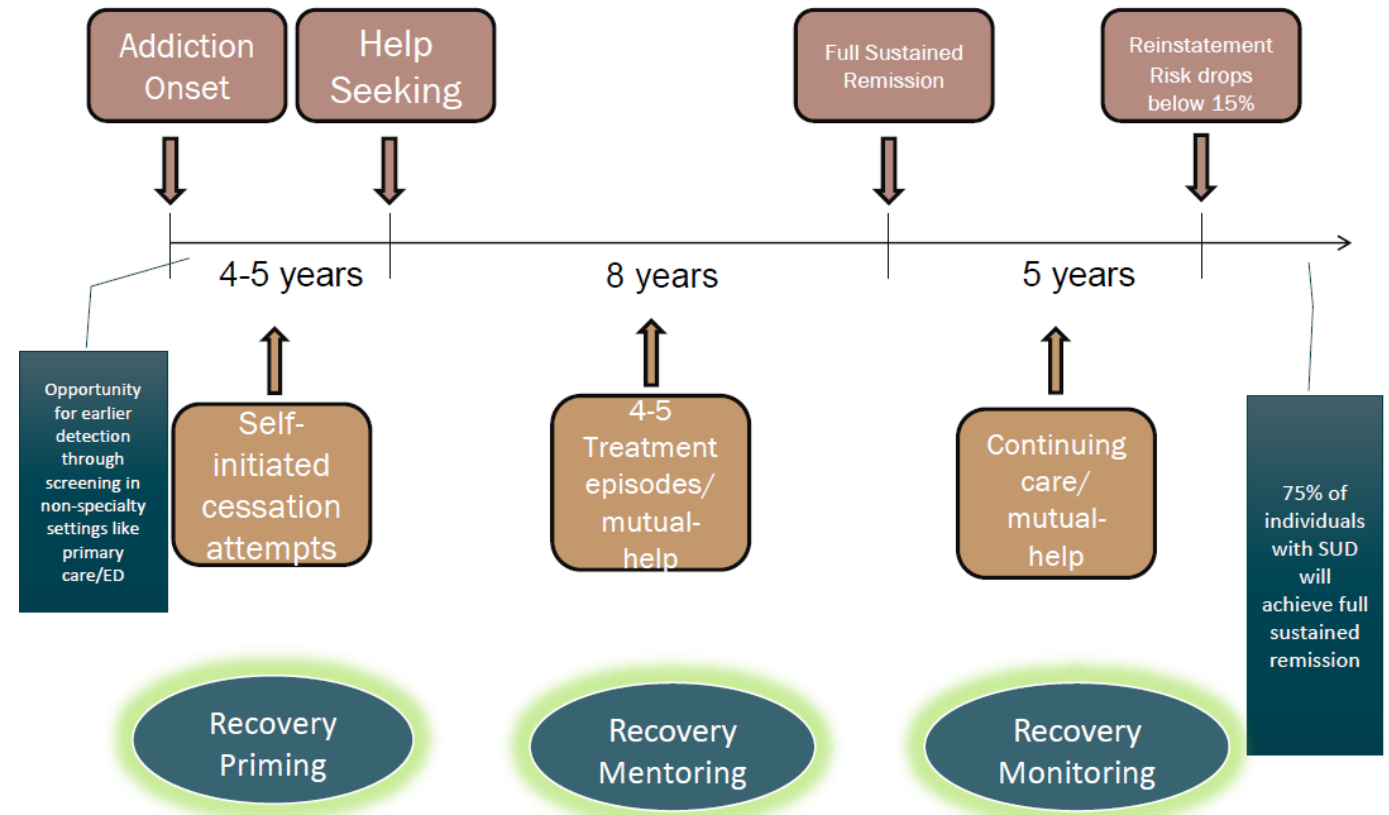 Addiction
Onset
Help
Seeking
Full Sustained
Remission
Reinstatement
Risk drops
below 15%
4-5 years
8 years
5 years
Opportunity
for earlier
detection
through
screening in
non-specialty
settings like
primary
care/ED
Self-
initiated
cessation
attempts
4-5
Treatment
episodes/
mutual-
help
Continuing
care/
mutual-
help
75% of
individuals
with SUD
will
achieve full
sustained
remission
Recovery
Priming
Recovery
Mentoring
Recovery
Monitoring